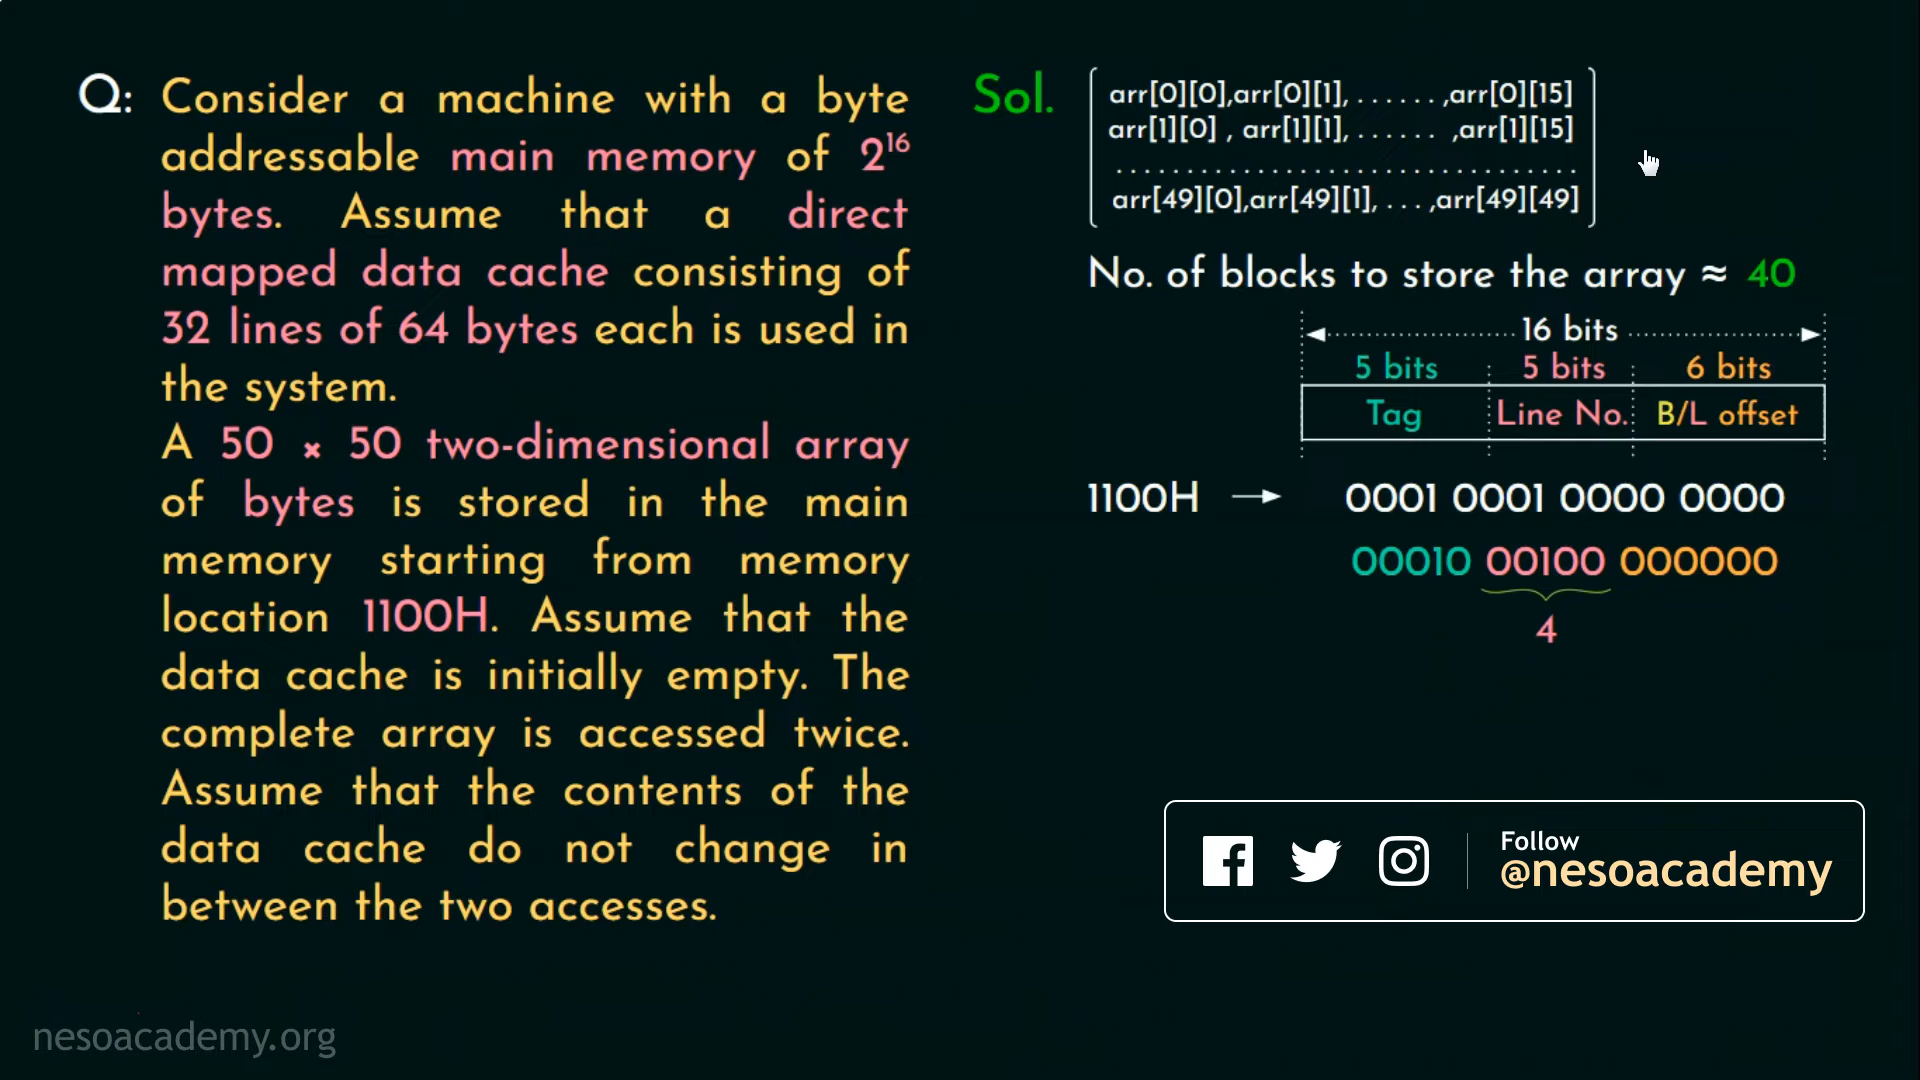 Q: Consider a machine with a byte
addressable main memory of 2¹⁶
bytes. Assume that a direct
mapped data cache consisting of
32 lines of 64 bytes each is used in
the system.
A 50 × 50 two-dimensional array
of bytes is stored in the main
memory starting from memory
location 1100H. Assume that the
data cache is initially empty. The
complete array is accessed twice.
Assume that the contents of the
data cache do not change in
between the two accesses.
Sol.
arr[0][0],arr[0][1], . . . . . . ,arr[0][15]
arr[1][0] , arr[1][1], . . . . . . ,arr[1][15]
. . . . . . . . . . . . . . . . . . . . . . . . . . . . . . . . .
arr[49][0],arr[49][1], . . . ,arr[49][49]
No. of blocks to store the array ≈ 40
16 bits
5 bits 5 bits 6 bits
Tag Line No. B/L offset
1100H → 0001 0001 0000 0000
00010 00100 000000
4
Follow
@nesoacademy
nesoacademy.org